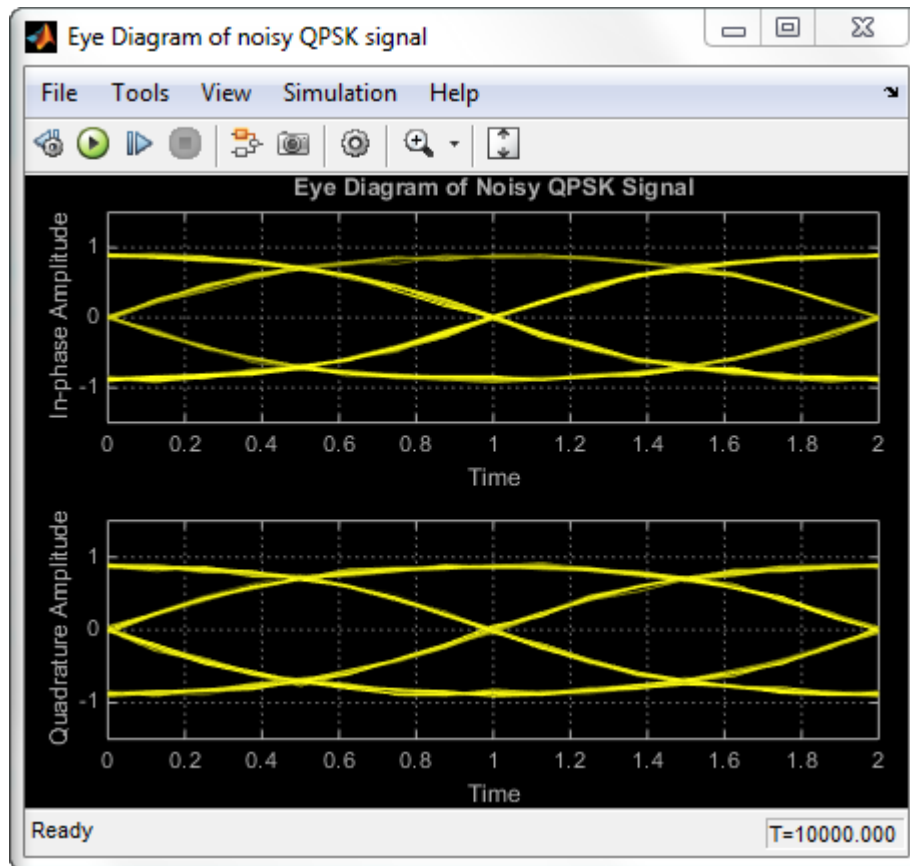 Eye Diagram of noisy QPSK signal
File Tools View Simulation Help
Eye Diagram of Noisy QPSK Signal
In-phase Amplitude
1
0
-1
0 0.2 0.4 0.6 0.8 1 1.2 1.4 1.6 1.8 2
Time
Quadrature Amplitude
1
0
-1
0 0.2 0.4 0.6 0.8 1 1.2 1.4 1.6 1.8 2
Time
Ready T=10000.000